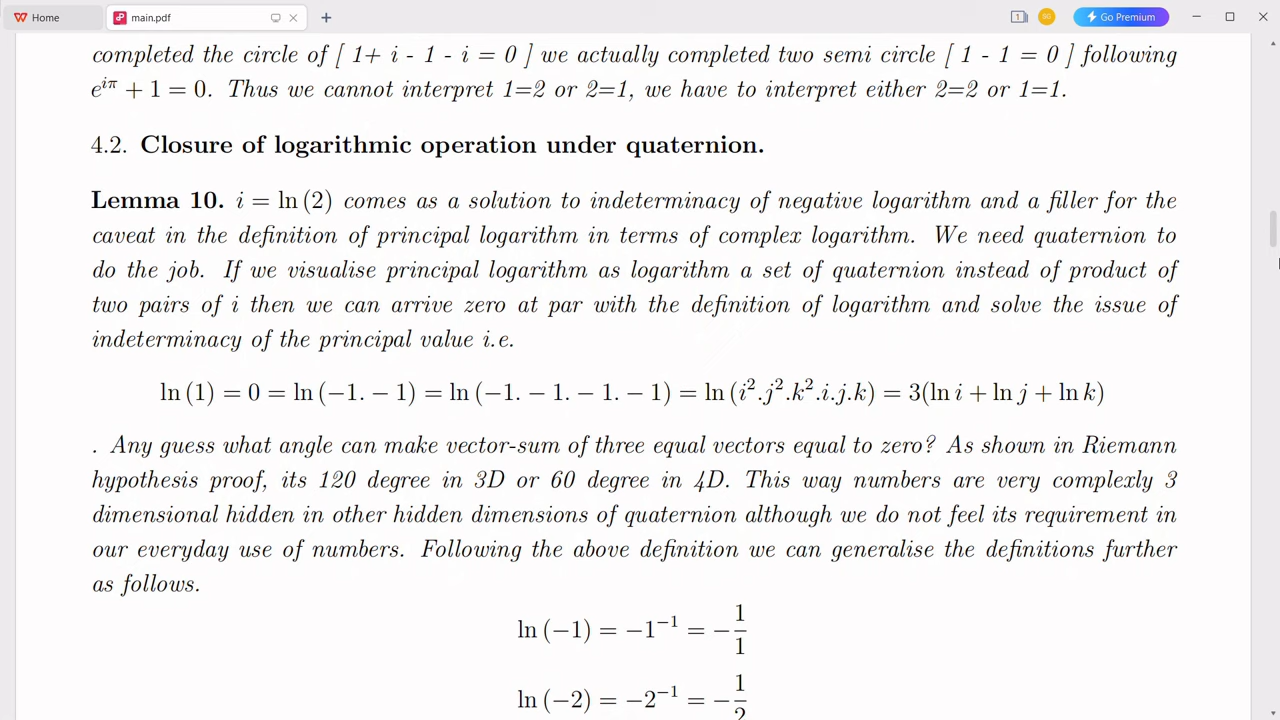 Home
main.pdf
1
SG
Go Premium
completed the circle of [ 1+ i - 1 - i = 0 ] we actually completed two semi circle [ 1 - 1 = 0 ] following
e^{iπ} + 1 = 0. Thus we cannot interpret 1=2 or 2=1, we have to interpret either 2=2 or 1=1.
4.2. Closure of logarithmic operation under quaternion.
Lemma 10. i = ln (2) comes as a solution to indeterminacy of negative logarithm and a filler for the
caveat in the definition of principal logarithm in terms of complex logarithm. We need quaternion to
do the job. If we visualise principal logarithm as logarithm a set of quaternion instead of product of
two pairs of i then we can arrive zero at par with the definition of logarithm and solve the issue of
indeterminacy of the principal value i.e.
ln (1) = 0 = ln (−1. − 1) = ln (−1. − 1. − 1. − 1) = ln (i².j².k².i.j.k) = 3(ln i + ln j + ln k)
. Any guess what angle can make vector-sum of three equal vectors equal to zero? As shown in Riemann
hypothesis proof, its 120 degree in 3D or 60 degree in 4D. This way numbers are very complexly 3
dimensional hidden in other hidden dimensions of quaternion although we do not feel its requirement in
our everyday use of numbers. Following the above definition we can generalise the definitions further
as follows.
ln (−1) = −1⁻¹ = −1/1
ln (−2) = −2⁻¹ = −1/2